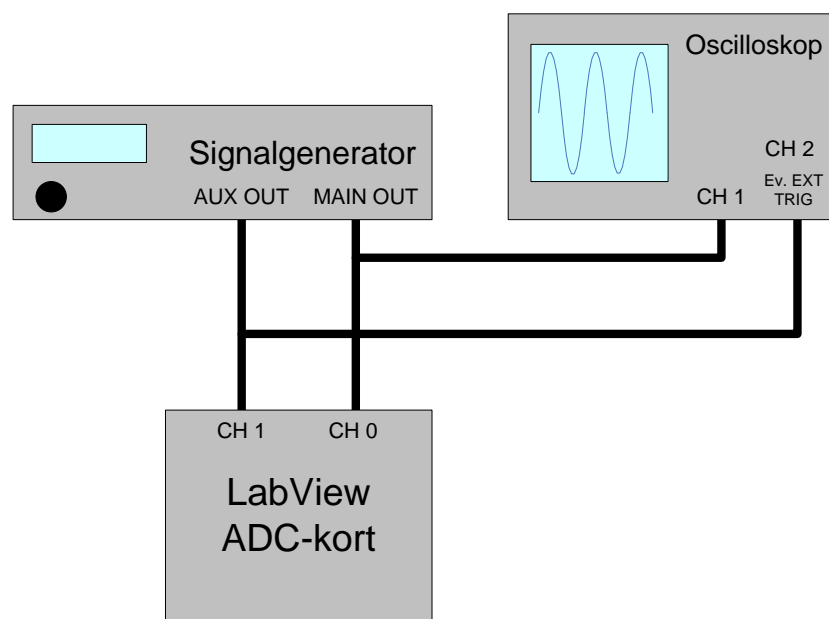 Oscilloskop
Signalgenerator
AUX OUT
MAIN OUT
CH 1
CH 2
Ev. EXT
TRIG
CH 1
CH 0
LabView
ADC-kort